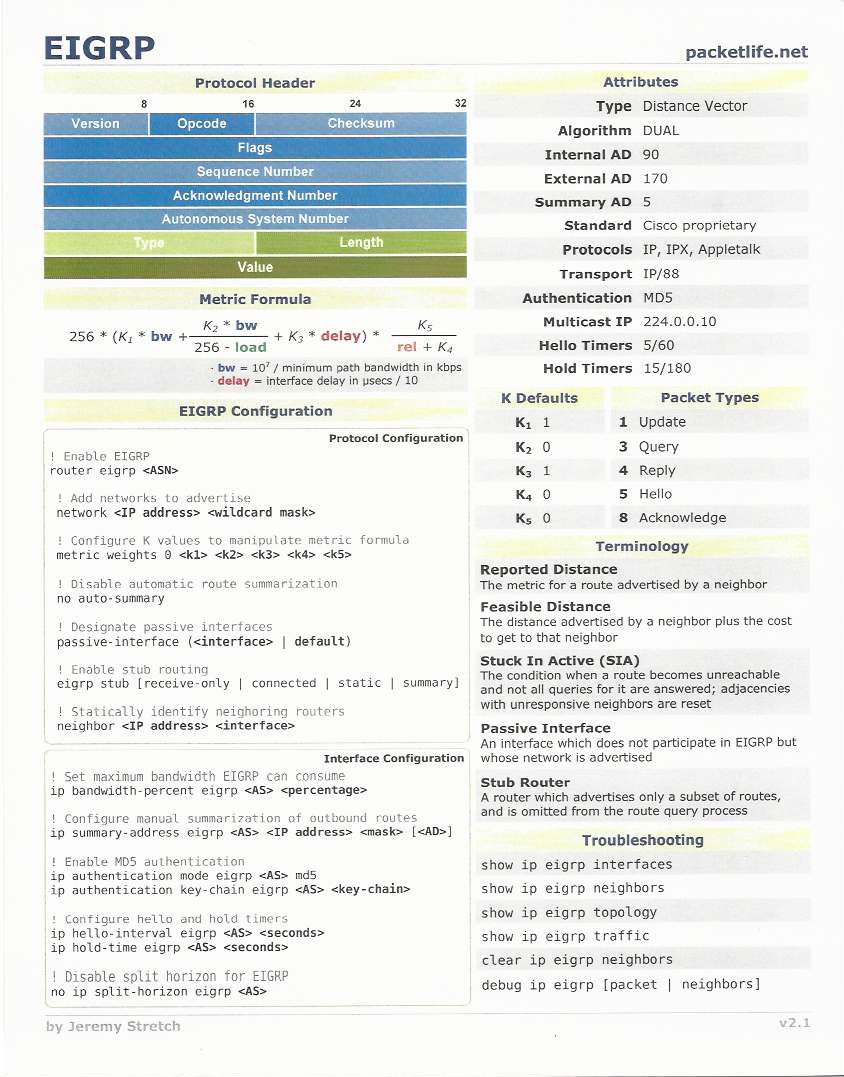 EIGRP
packetlife.net
Protocol Header
8 16 24 32
Version Opcode Checksum
Flags
Sequence Number
Acknowledgment Number
Autonomous System Number
Type Length
Value
Metric Formula
256 * (K1 * bw + K2 * bw / 256 - load + K3 * delay) * K5 / rel + K4
· bw = 10^7 / minimum path bandwidth in kbps
· delay = interface delay in µsecs / 10
EIGRP Configuration
Protocol Configuration
! Enable EIGRP
router eigrp <ASN>
! Add networks to advertise
network <IP address> <wildcard mask>
! Configure K values to manipulate metric formula
metric weights 0 <k1> <k2> <k3> <k4> <k5>
! Disable automatic route summarization
no auto-summary
! Designate passive interfaces
passive-interface (<interface> | default)
! Enable stub routing
eigrp stub [receive-only | connected | static | summary]
! Statically identify neighoring routers
neighbor <IP address> <interface>
Interface Configuration
! Set maximum bandwidth EIGRP can consume
ip bandwidth-percent eigrp <AS> <percentage>
! Configure manual summarization of outbound routes
ip summary-address eigrp <AS> <IP address> <mask> [<AD>]
! Enable MD5 authentication
ip authentication mode eigrp <AS> md5
ip authentication key-chain eigrp <AS> <key-chain>
! Configure hello and hold timers
ip hello-interval eigrp <AS> <seconds>
ip hold-time eigrp <AS> <seconds>
! Disable split horizon for EIGRP
no ip split-horizon eigrp <AS>
Attributes
Type Distance Vector
Algorithm DUAL
Internal AD 90
External AD 170
Summary AD 5
Standard Cisco proprietary
Protocols IP, IPX, Appletalk
Transport IP/88
Authentication MD5
Multicast IP 224.0.0.10
Hello Timers 5/60
Hold Timers 15/180
K Defaults
K1 1
K2 0
K3 1
K4 0
K5 0
Packet Types
1 Update
3 Query
4 Reply
5 Hello
8 Acknowledge
Terminology
Reported Distance
The metric for a route advertised by a neighbor
Feasible Distance
The distance advertised by a neighbor plus the cost
to get to that neighbor
Stuck In Active (SIA)
The condition when a route becomes unreachable
and not all queries for it are answered; adjacencies
with unresponsive neighbors are reset
Passive Interface
An interface which does not participate in EIGRP but
whose network is advertised
Stub Router
A router which advertises only a subset of routes,
and is omitted from the route query process
Troubleshooting
show ip eigrp interfaces
show ip eigrp neighbors
show ip eigrp topology
show ip eigrp traffic
clear ip eigrp neighbors
debug ip eigrp [packet | neighbors]
by Jeremy Stretch
v2.1